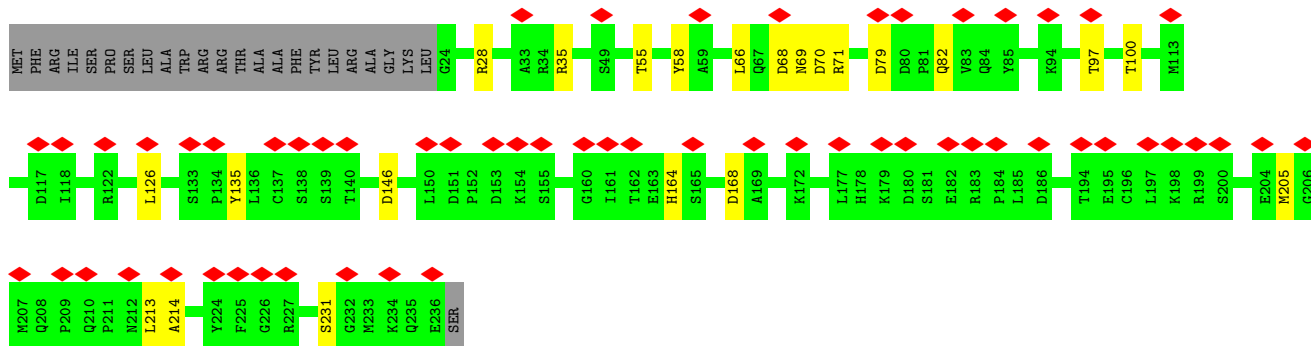 MET PHE ARG ILE SER PRO SER LEU ALA TRP ARG ARG THR ALA ALA PHE TYR LEU ARG ALA GLY LYS LEU G24 R28 A33 R34 R35 S49 T55 Y58 A59 L66 Q67 D68 N69 D70 R71 D79 D80 P81 Q82 V83 Q84 Y85 K94 T97 T100 M113
D117 I118 R122 L126 S133 P134 Y135 L136 C137 S138 S139 T140 D146 L150 D151 P152 D153 K154 S155 G160 I161 T162 E163 H164 S165 D168 A169 K172 L177 H178 K179 D180 S181 E182 R183 P184 L185 D186 T194 E195 C196 L197 K198 R199 S200 E204 M205 G206
M207 Q208 P209 Q210 P211 N212 L213 A214 Y224 F225 G226 R227 S231 G232 M233 K234 Q235 E236 SER